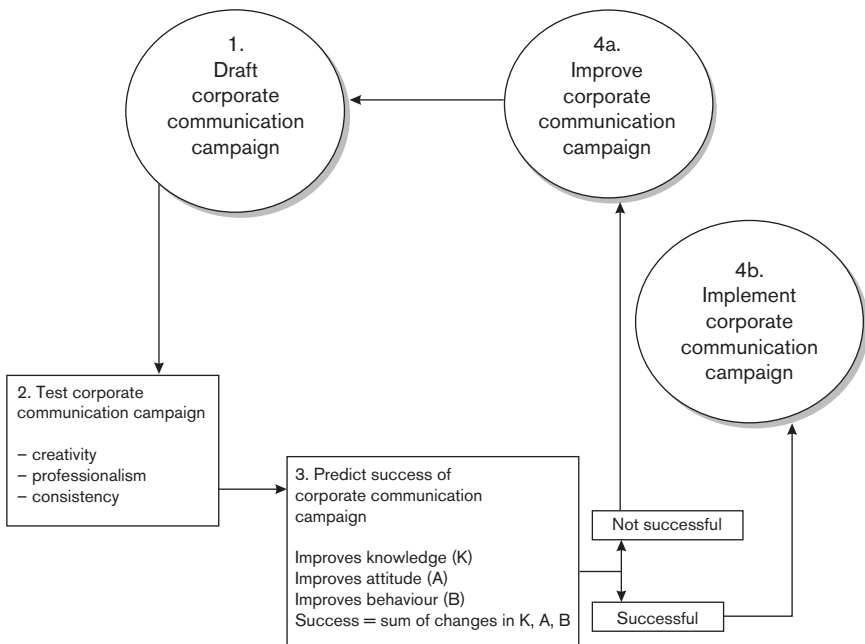 1.
Draft
corporate
communication
campaign
4a.
Improve
corporate
communication
campaign
4b.
Implement
corporate
communication
campaign
2. Test corporate
communication campaign
– creativity
– professionalism
– consistency
3. Predict success of
corporate communication
campaign
Improves knowledge (K)
Improves attitude (A)
Improves behaviour (B)
Success = sum of changes in K, A, B
Not successful
Successful